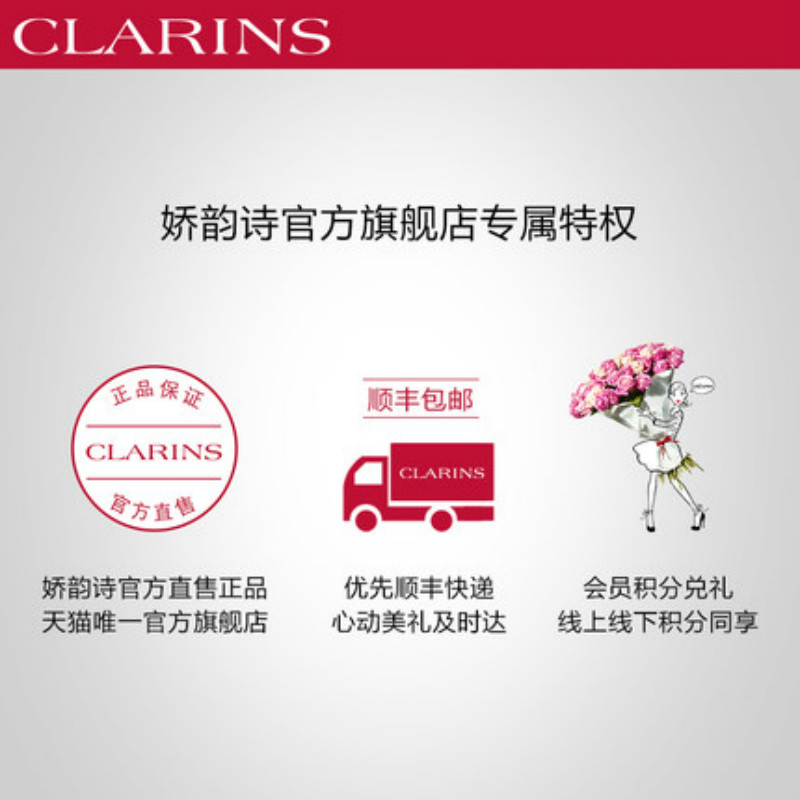 CLARINS
娇韵诗官方旗舰店专属特权
正品保证
CLARINS
官方直售
顺丰包邮
CLARINS
娇韵诗官方直售正品
天猫唯一官方旗舰店
优先顺丰快递
心动美礼及时达
会员积分兑礼
线上线下积分同享